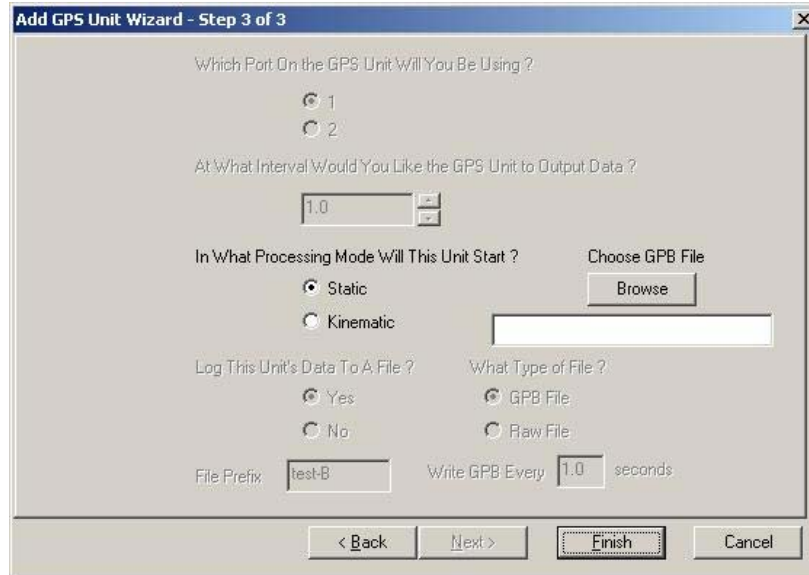 Add GPS Unit Wizard - Step 3 of 3
Which Port On the GPS Unit Will You Be Using ?
1
2
At What Interval Would You Like the GPS Unit to Output Data ?
1.0
In What Processing Mode Will This Unit Start ?
Static
Kinematic
Choose GPB File
Browse
Log This Unit's Data To A File ?
Yes
No
What Type of File ?
GPB File
Raw File
File Prefix test-B
Write GPB Every 1.0 seconds
< Back
Next >
Finish
Cancel